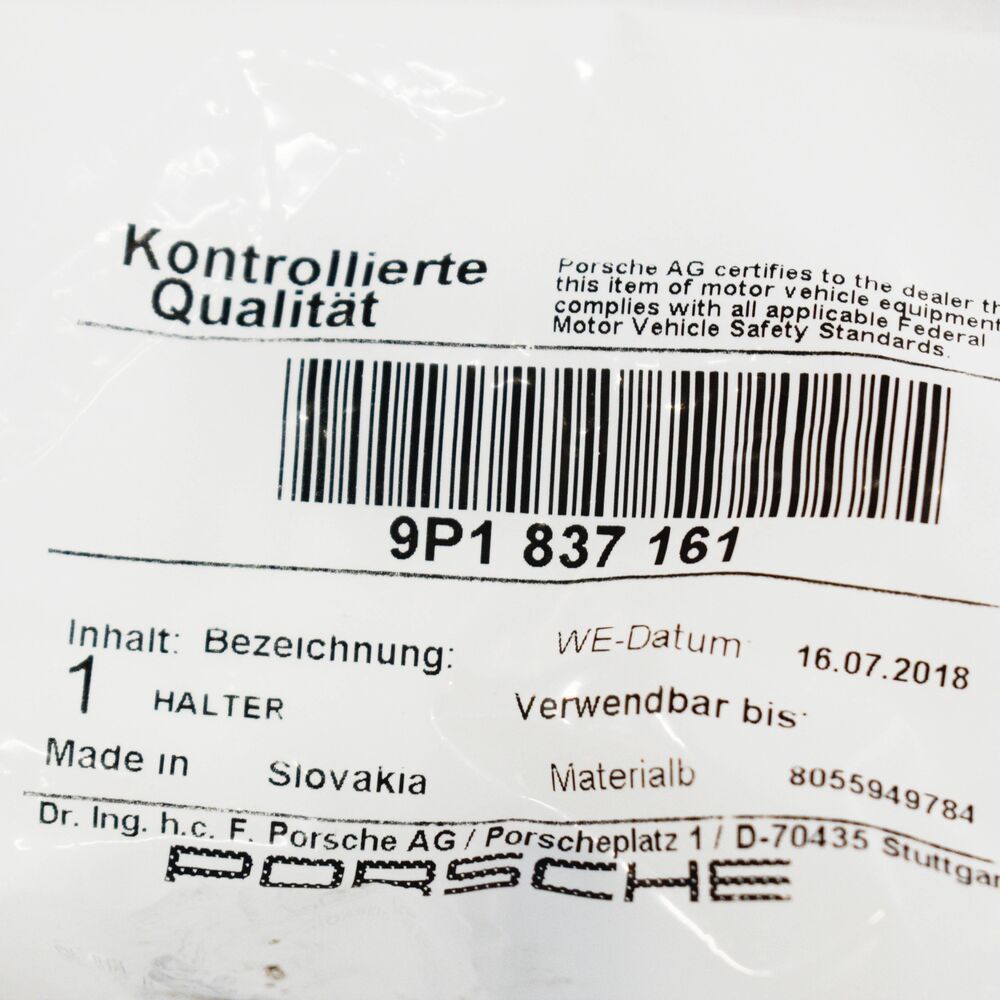 Kontrollierte
Qualität
Porsche AG certifies to the dealer
this item of motor vehicle equipment
complies with all applicable Federal
Motor Vehicle Safety Standards.
9P1 837 161
Inhalt: Bezeichnung:
1 HALTER
WE-Datum 16.07.2018
Verwendbar bis:
Made in Slovakia
Materialb 8055949784
Dr. Ing. h.c. F. Porsche AG / Porscheplatz 1 / D-70435 Stuttgar
PORSCHE